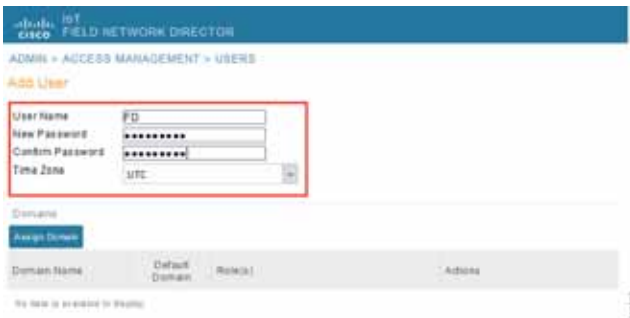 cisco IoT
FIELD NETWORK DIRECTOR
ADMIN > ACCESS MANAGEMENT > USERS
Add User
User Name FD
New Password •••••••••
Confirm Password •••••••••
Time Zone UTC
Domains
Assign Domain
Domain Name Default Domain Role(s) Actions
No data is available to display